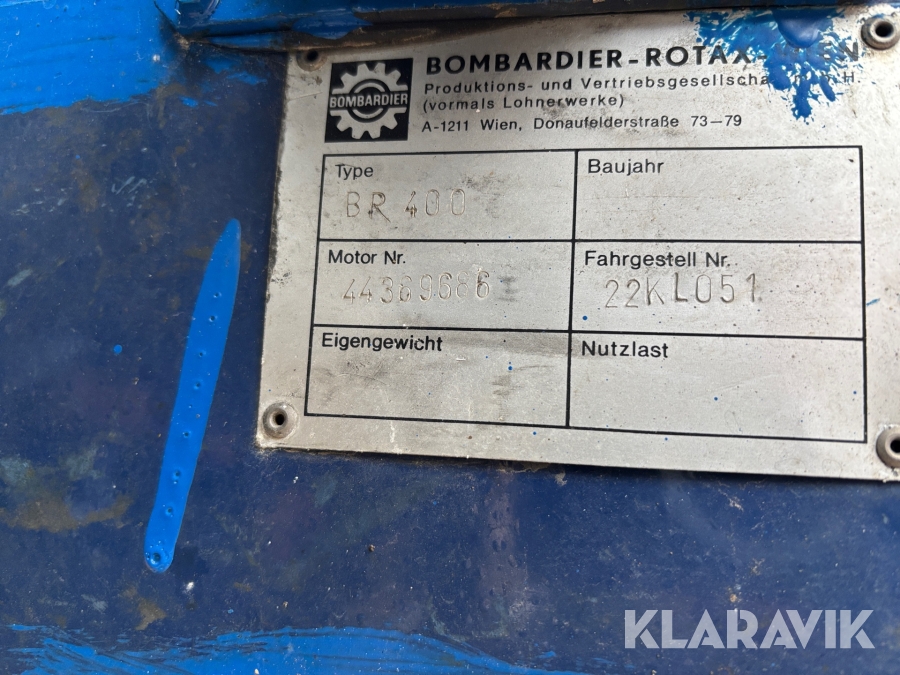 BOMBARDIER
BOMBARDIER-ROTAX
Produktions- und Vertriebsgesellscha H.
(vormals Lohnerwerke)
A-1211 Wien, Donaufelderstraße 73-79
Type
Baujahr
BR 400
Motor Nr.
Fahrgestell Nr.
44369686
22KL051
Eigengewicht
Nutzlast
KLARAVIK